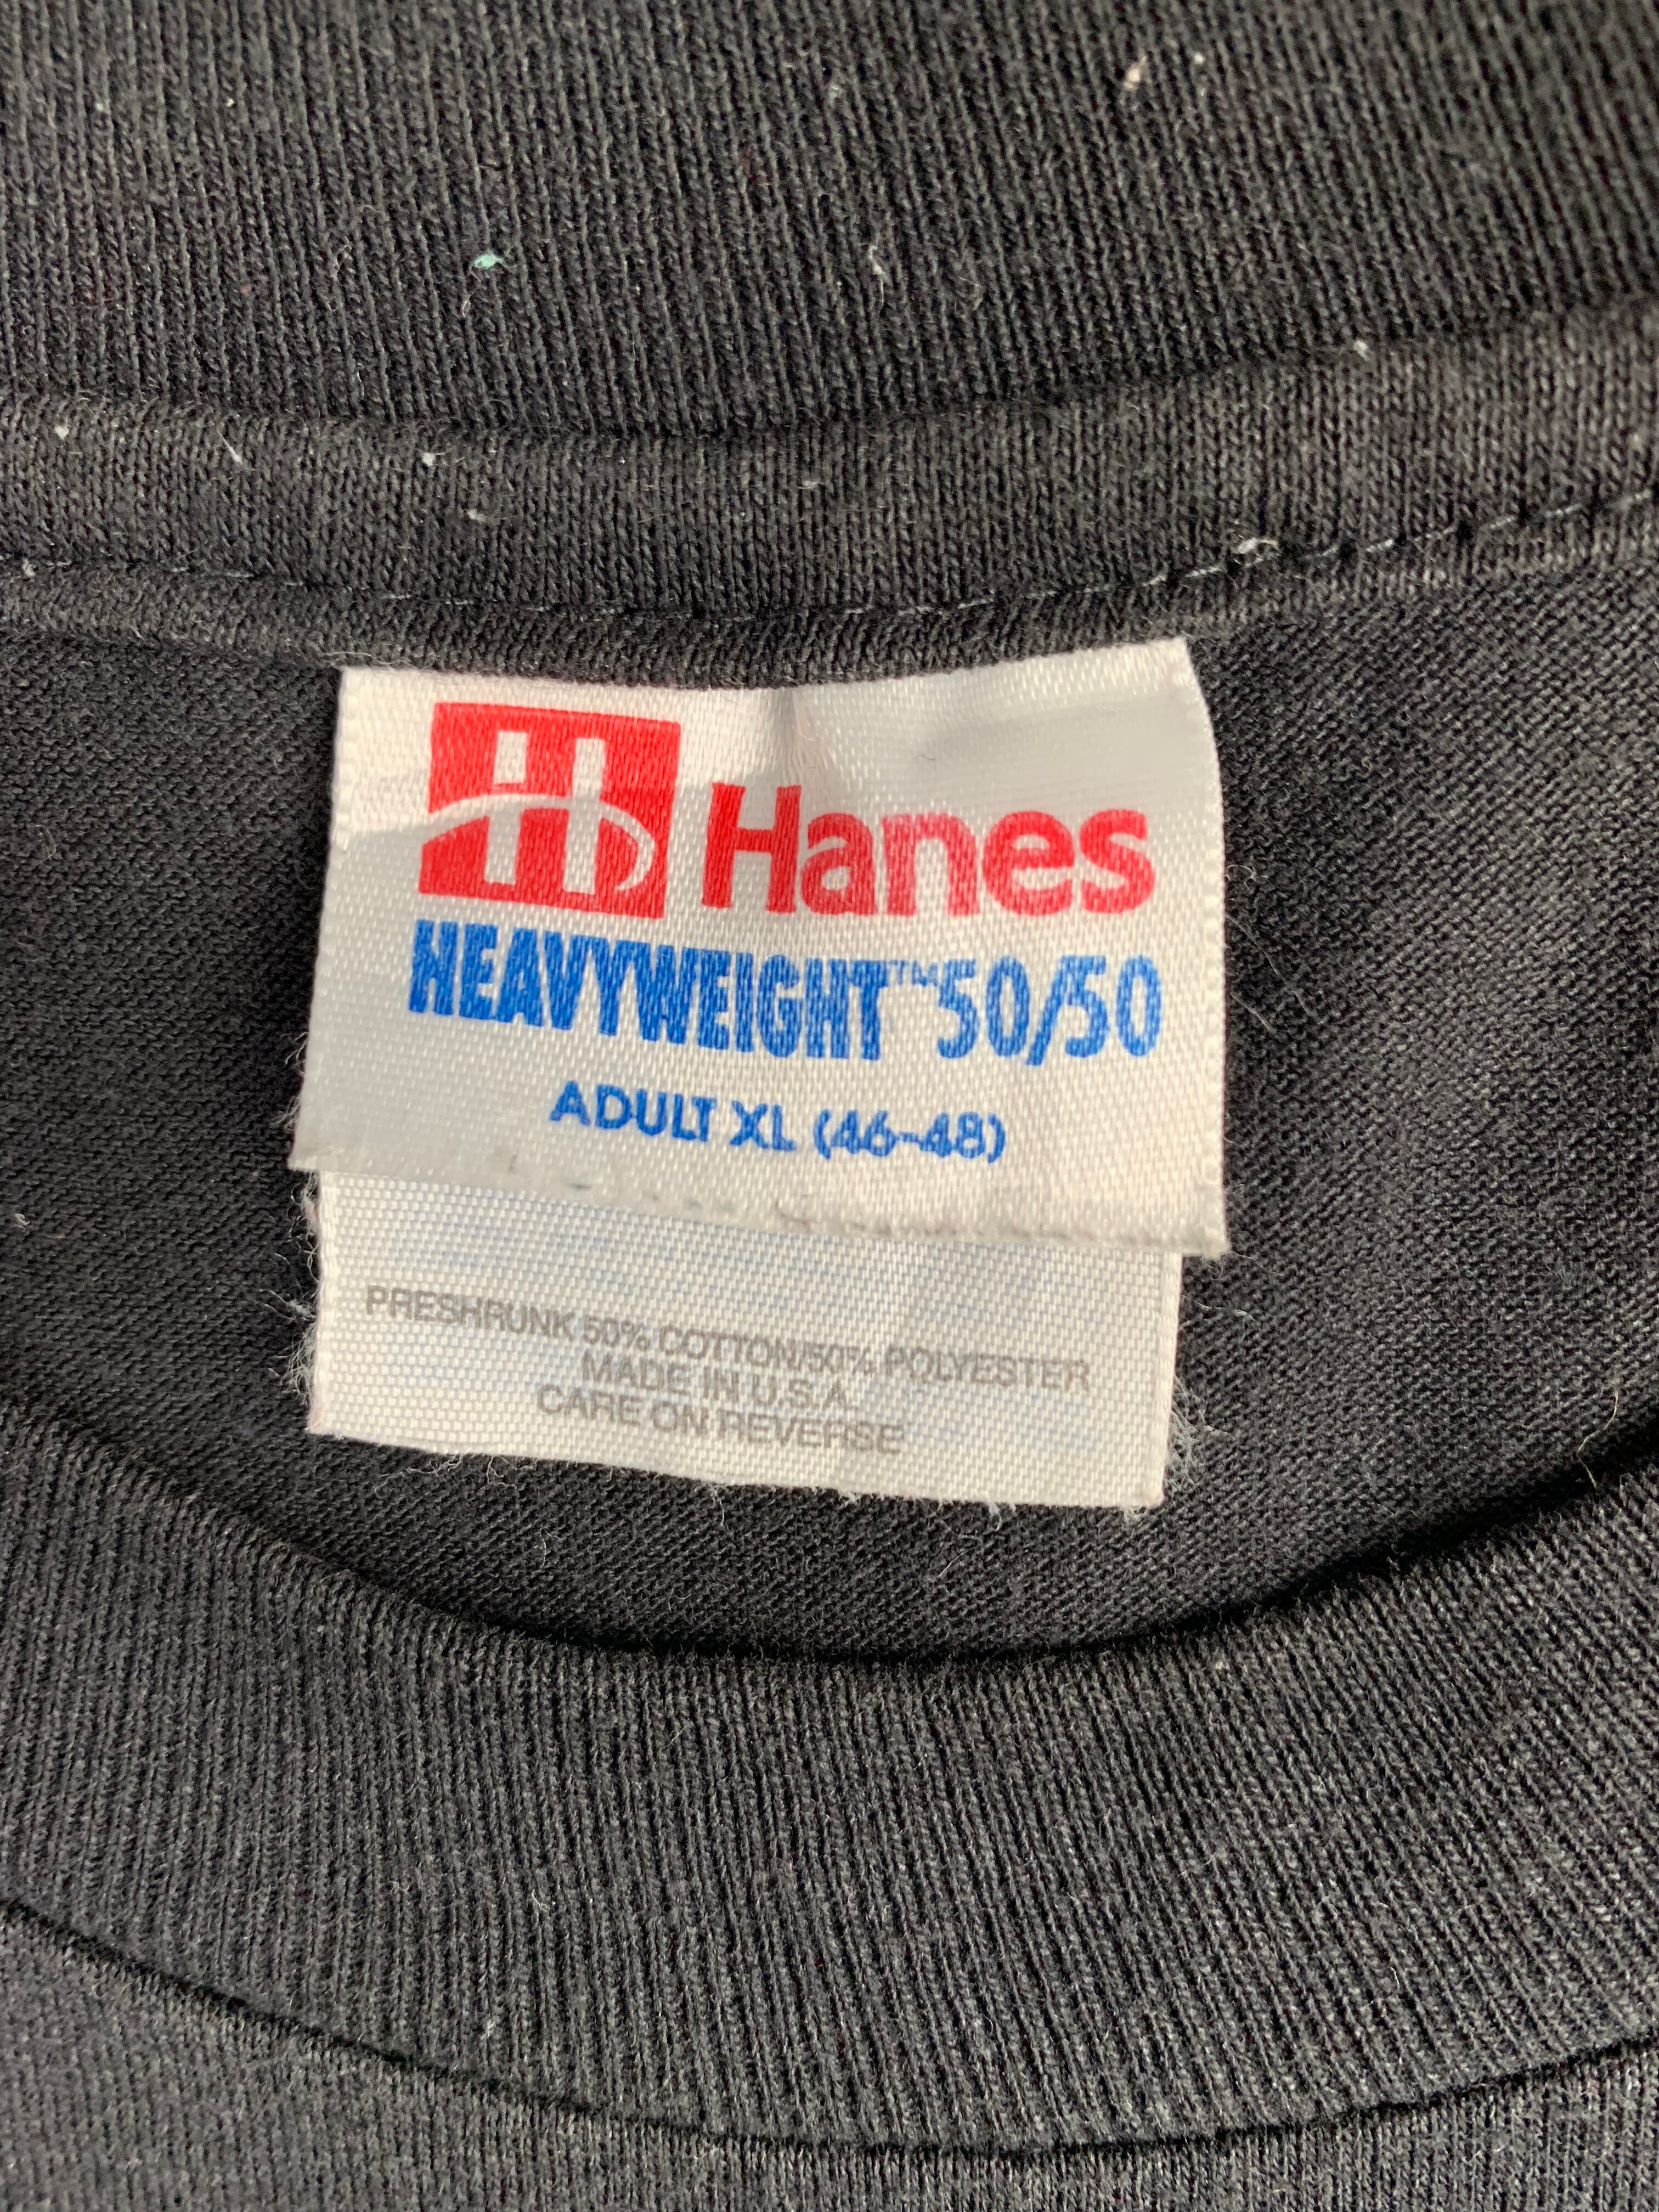 Hanes
HEAVYWEIGHT™ 50/50
ADULT XL (46-48)
PRESHRUNK 50% COTTON/50% POLYESTER
MADE IN U.S.A.
CARE ON REVERSE